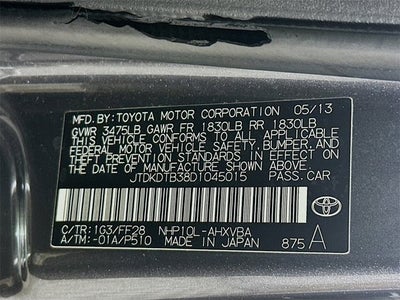 MFD. BY:TOYOTA MOTOR CORPORATION 05/13
GVWR 3475LB GAWR FR 1830LB RR 1830LB
THIS VEHICLE CONFORMS TO ALL APPLICABLE
FEDERAL MOTOR VEHICLE SAFETY, BUMPER, AND
THEFT PREVENTION STANDARDS IN EFFECT ON
THE DATE OF MANUFACTURE SHOWN ABOVE.
JTDKDTB38D1045015 PASS.CAR
C/TR:1G3/FF28 NHP10L-AHXVBA
A/TM:-01A/P510 MADE IN JAPAN 875 A
TOYOTA